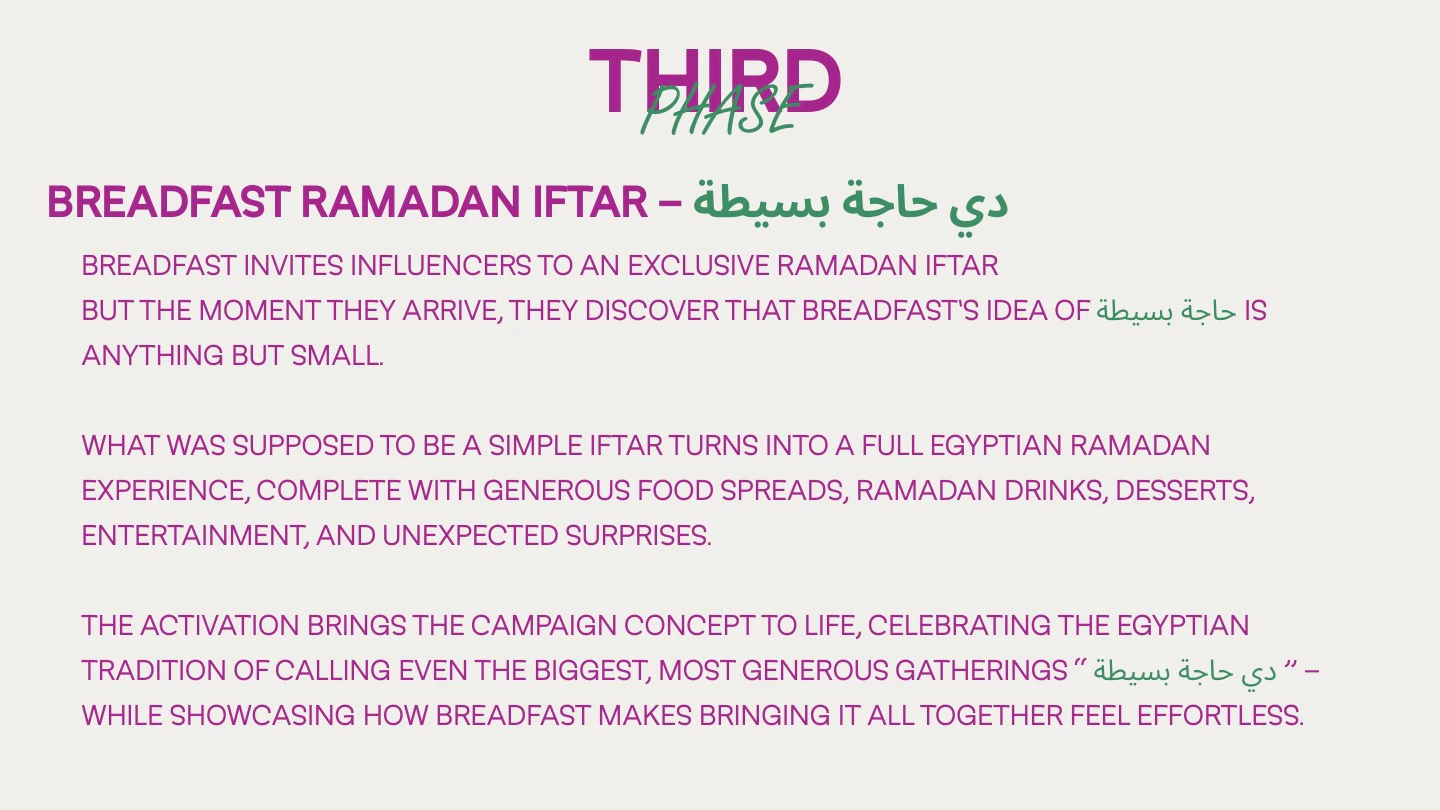 THIRD
PHASE
BREADFAST RAMADAN IFTAR – دي حاجة بسيطة
BREADFAST INVITES INFLUENCERS TO AN EXCLUSIVE RAMADAN IFTAR
BUT THE MOMENT THEY ARRIVE, THEY DISCOVER THAT BREADFAST'S IDEA OF حاجة بسيطة IS
ANYTHING BUT SMALL.
WHAT WAS SUPPOSED TO BE A SIMPLE IFTAR TURNS INTO A FULL EGYPTIAN RAMADAN
EXPERIENCE, COMPLETE WITH GENEROUS FOOD SPREADS, RAMADAN DRINKS, DESSERTS,
ENTERTAINMENT, AND UNEXPECTED SURPRISES.
THE ACTIVATION BRINGS THE CAMPAIGN CONCEPT TO LIFE, CELEBRATING THE EGYPTIAN
TRADITION OF CALLING EVEN THE BIGGEST, MOST GENEROUS GATHERINGS “ دي حاجة بسيطة ” –
WHILE SHOWCASING HOW BREADFAST MAKES BRINGING IT ALL TOGETHER FEEL EFFORTLESS.